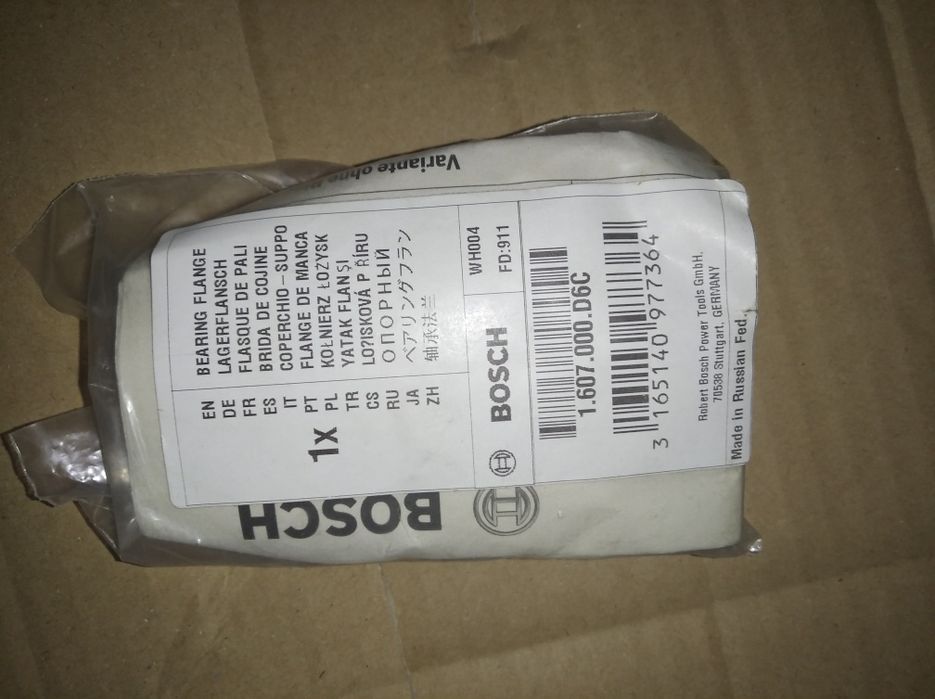 Variante ohne
EN BEARING FLANGE
DE LAGERFLANSCH
FR FLASQUE DE PALI
ES BRIDA DE COJINE
IT COPERCHIO-SUPPO
PT FLANGE DE MANCA
PL KOŁNIERZ ŁOŻYSK
TR YATAK FLANŞI
CS LO?ISKOVÁ PŘÍRU
RU ОПОРНЫЙ
JA ベアリングフラン
ZH 轴承法兰
1X
BOSCH
WH004
FD:911
1.607.000.D6C
3 165140 977364
Robert Bosch Power Tools GmbH,
70538 Stuttgart, GERMANY
Made in Russian Fed.
BOSCH